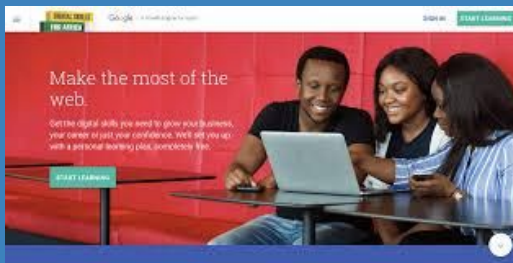 DIGITAL SKILLS
FOR AFRICA
Google
SIGN IN
START LEARNING
Make the most of the
web.
Get the digital skills you need to grow your business,
your career or just your confidence. We'll set you up
with a personal learning plan, completely free.
START LEARNING